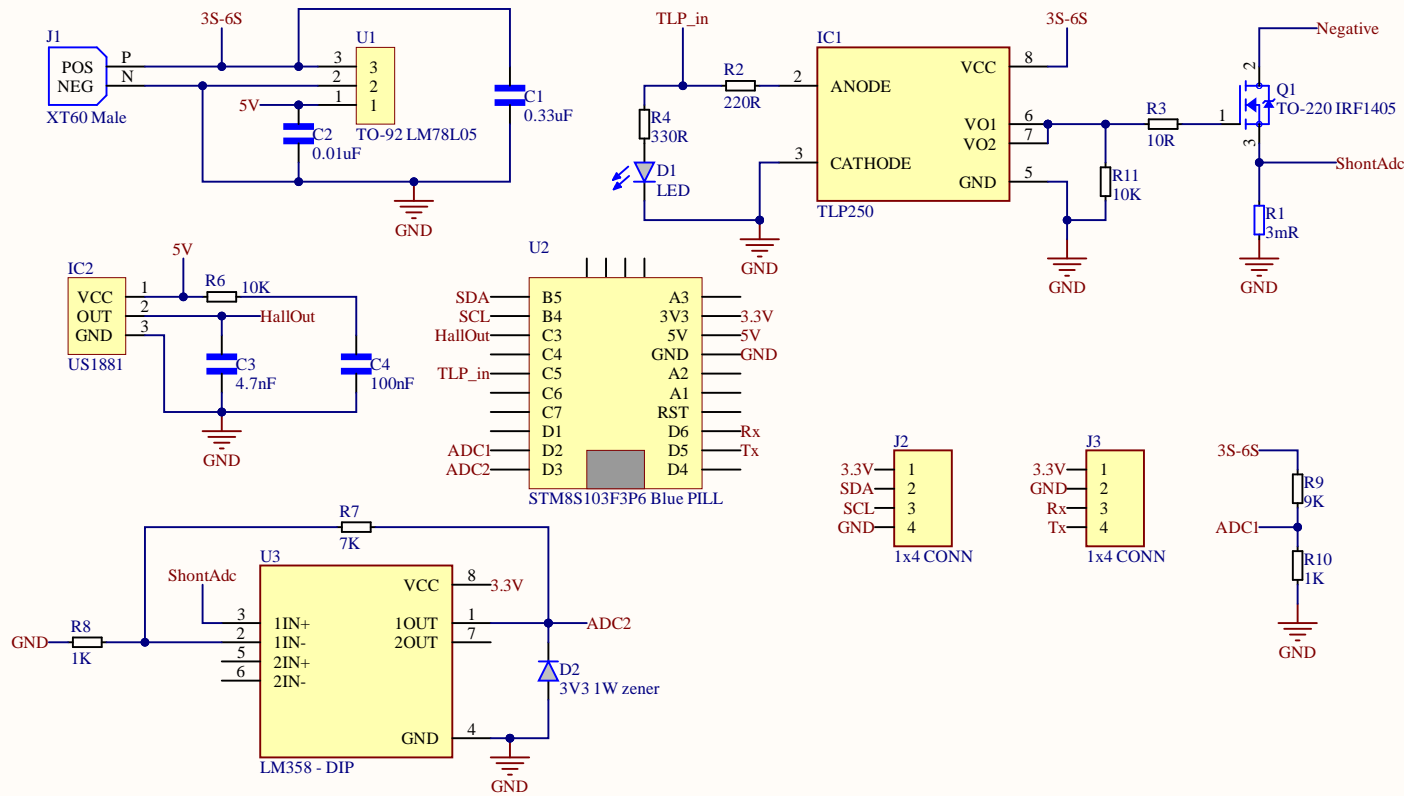 3S-6S
J1
P
N
POS
NEG
XT60 Male
U1
3
2
1
3
2
1
5V
TO-92 LM78L05
C2
0.01uF
C1
0.33uF
GND
TLP_in
R2
220R
R4
330R
D1
LED
GND
IC1
2
ANODE
3
CATHODE
VCC
8
VO1
6
VO2
7
GND
5
TLP250
3S-6S
R3
10R
R11
10K
GND
Negative
2
Q1
TO-220 IRF1405
1
3
ShontAdc
R1
3mR
GND
IC2
5V
VCC
1
OUT
2
GND
3
US1881
R6
10K
HallOut
C3
4.7nF
C4
100nF
GND
U2
SDA
B5
SCL
B4
HallOut
C3
C4
TLP_in
C5
C6
C7
D1
ADC1
D2
ADC2
D3
A3
3V3
3.3V
5V
5V
GND
GND
A2
A1
RST
D6
Rx
D5
Tx
D4
STM8S103F3P6 Blue PILL
J2
3.3V
1
SDA
2
SCL
3
GND
4
1x4 CONN
J3
3.3V
1
GND
2
Rx
3
Tx
4
1x4 CONN
3S-6S
R9
9K
ADC1
R10
1K
GND
R7
7K
U3
ShontAdc
GND
R8
1K
3
1IN+
2
1IN-
5
2IN+
6
2IN-
VCC
8
3.3V
1OUT
1
2OUT
7
ADC2
D2
3V3 1W zener
GND
4
LM358 - DIP
GND